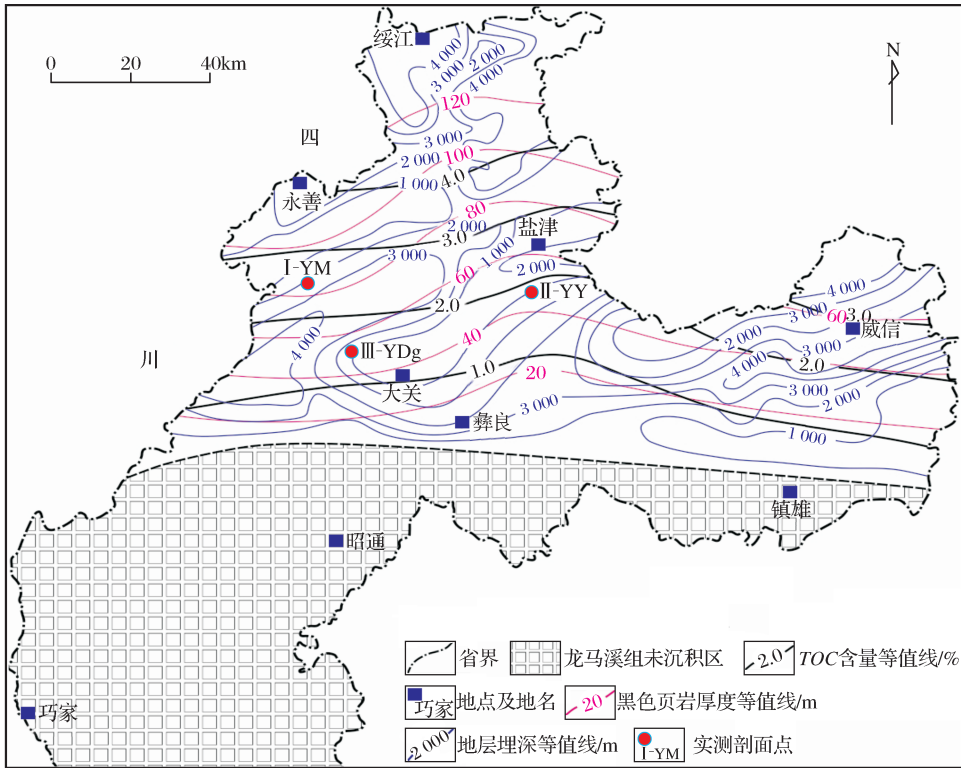 绥江
4 000
2 000
3 000
3 000
4 000
N
0 20 40km
120
四
3 000
2 000
100
1 000
4.0
永善
80
2 000
盐津
3.0
3 000
1 000
I-YM
60
2 000
II-YY
2.0
4 000
3 000
60
3.0
威信
4 000
III-YDg
40
2 000
3 000
2.0
川
大关
1.0
20
4 000
3 000
2 000
彝良
3 000
1 000
镇雄
昭通
巧家
省界
龙马溪组未沉积区
2.0
TOC含量等值线/%
巧家
地点及地名
20
黑色页岩厚度等值线/m
2 000
地层埋深等值线/m
I-YM
实测剖面点